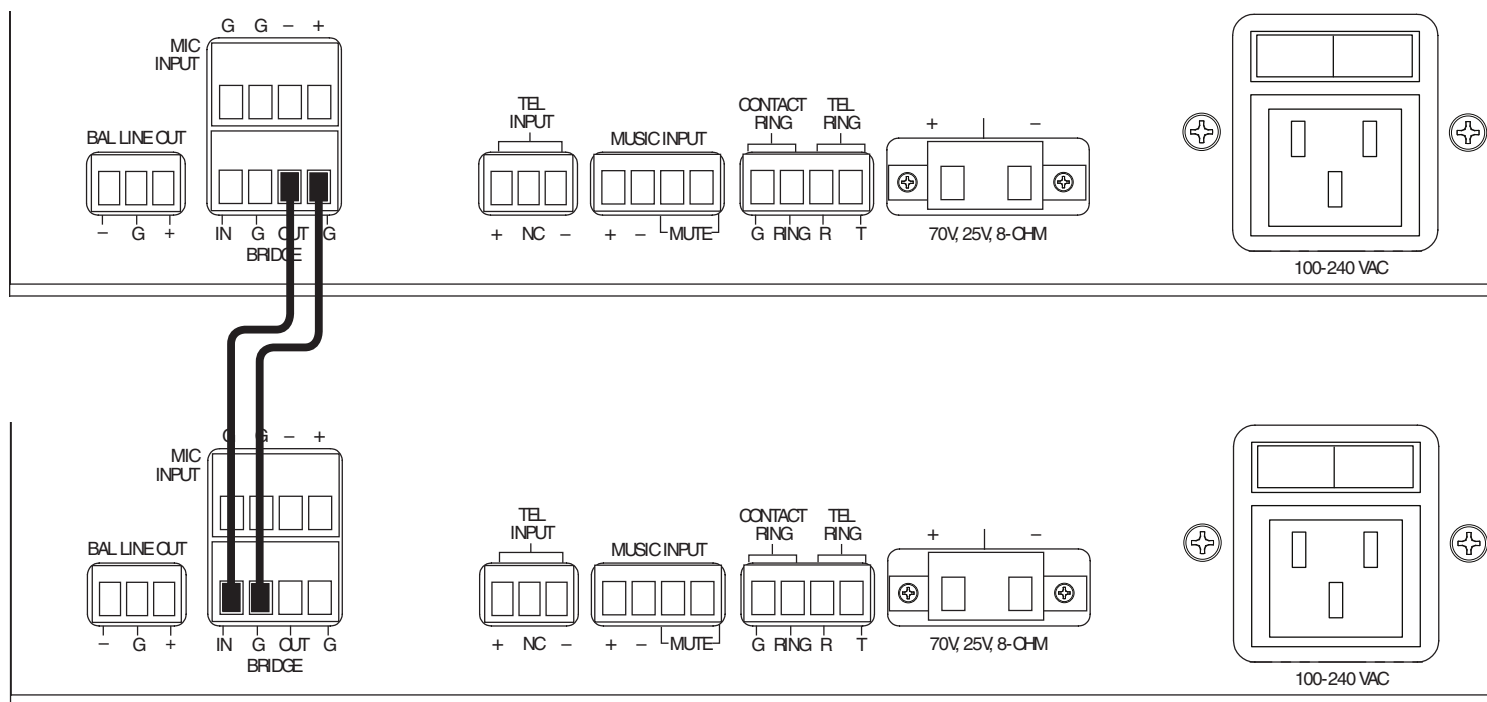 G G – +
MIC
INPUT
BAL LINE OUT
– G +
IN G OUT G
BRIDGE
TEL
INPUT
+ NC –
MUSIC INPUT
+ – MUTE
CONTACT
RING
TEL
RING
G RING R T
+ –
70V, 25V, 8-OHM
100-240 VAC
G G – +
MIC
INPUT
BAL LINE OUT
– G +
IN G OUT G
BRIDGE
TEL
INPUT
+ NC –
MUSIC INPUT
+ – MUTE
CONTACT
RING
TEL
RING
G RING R T
+ –
70V, 25V, 8-OHM
100-240 VAC